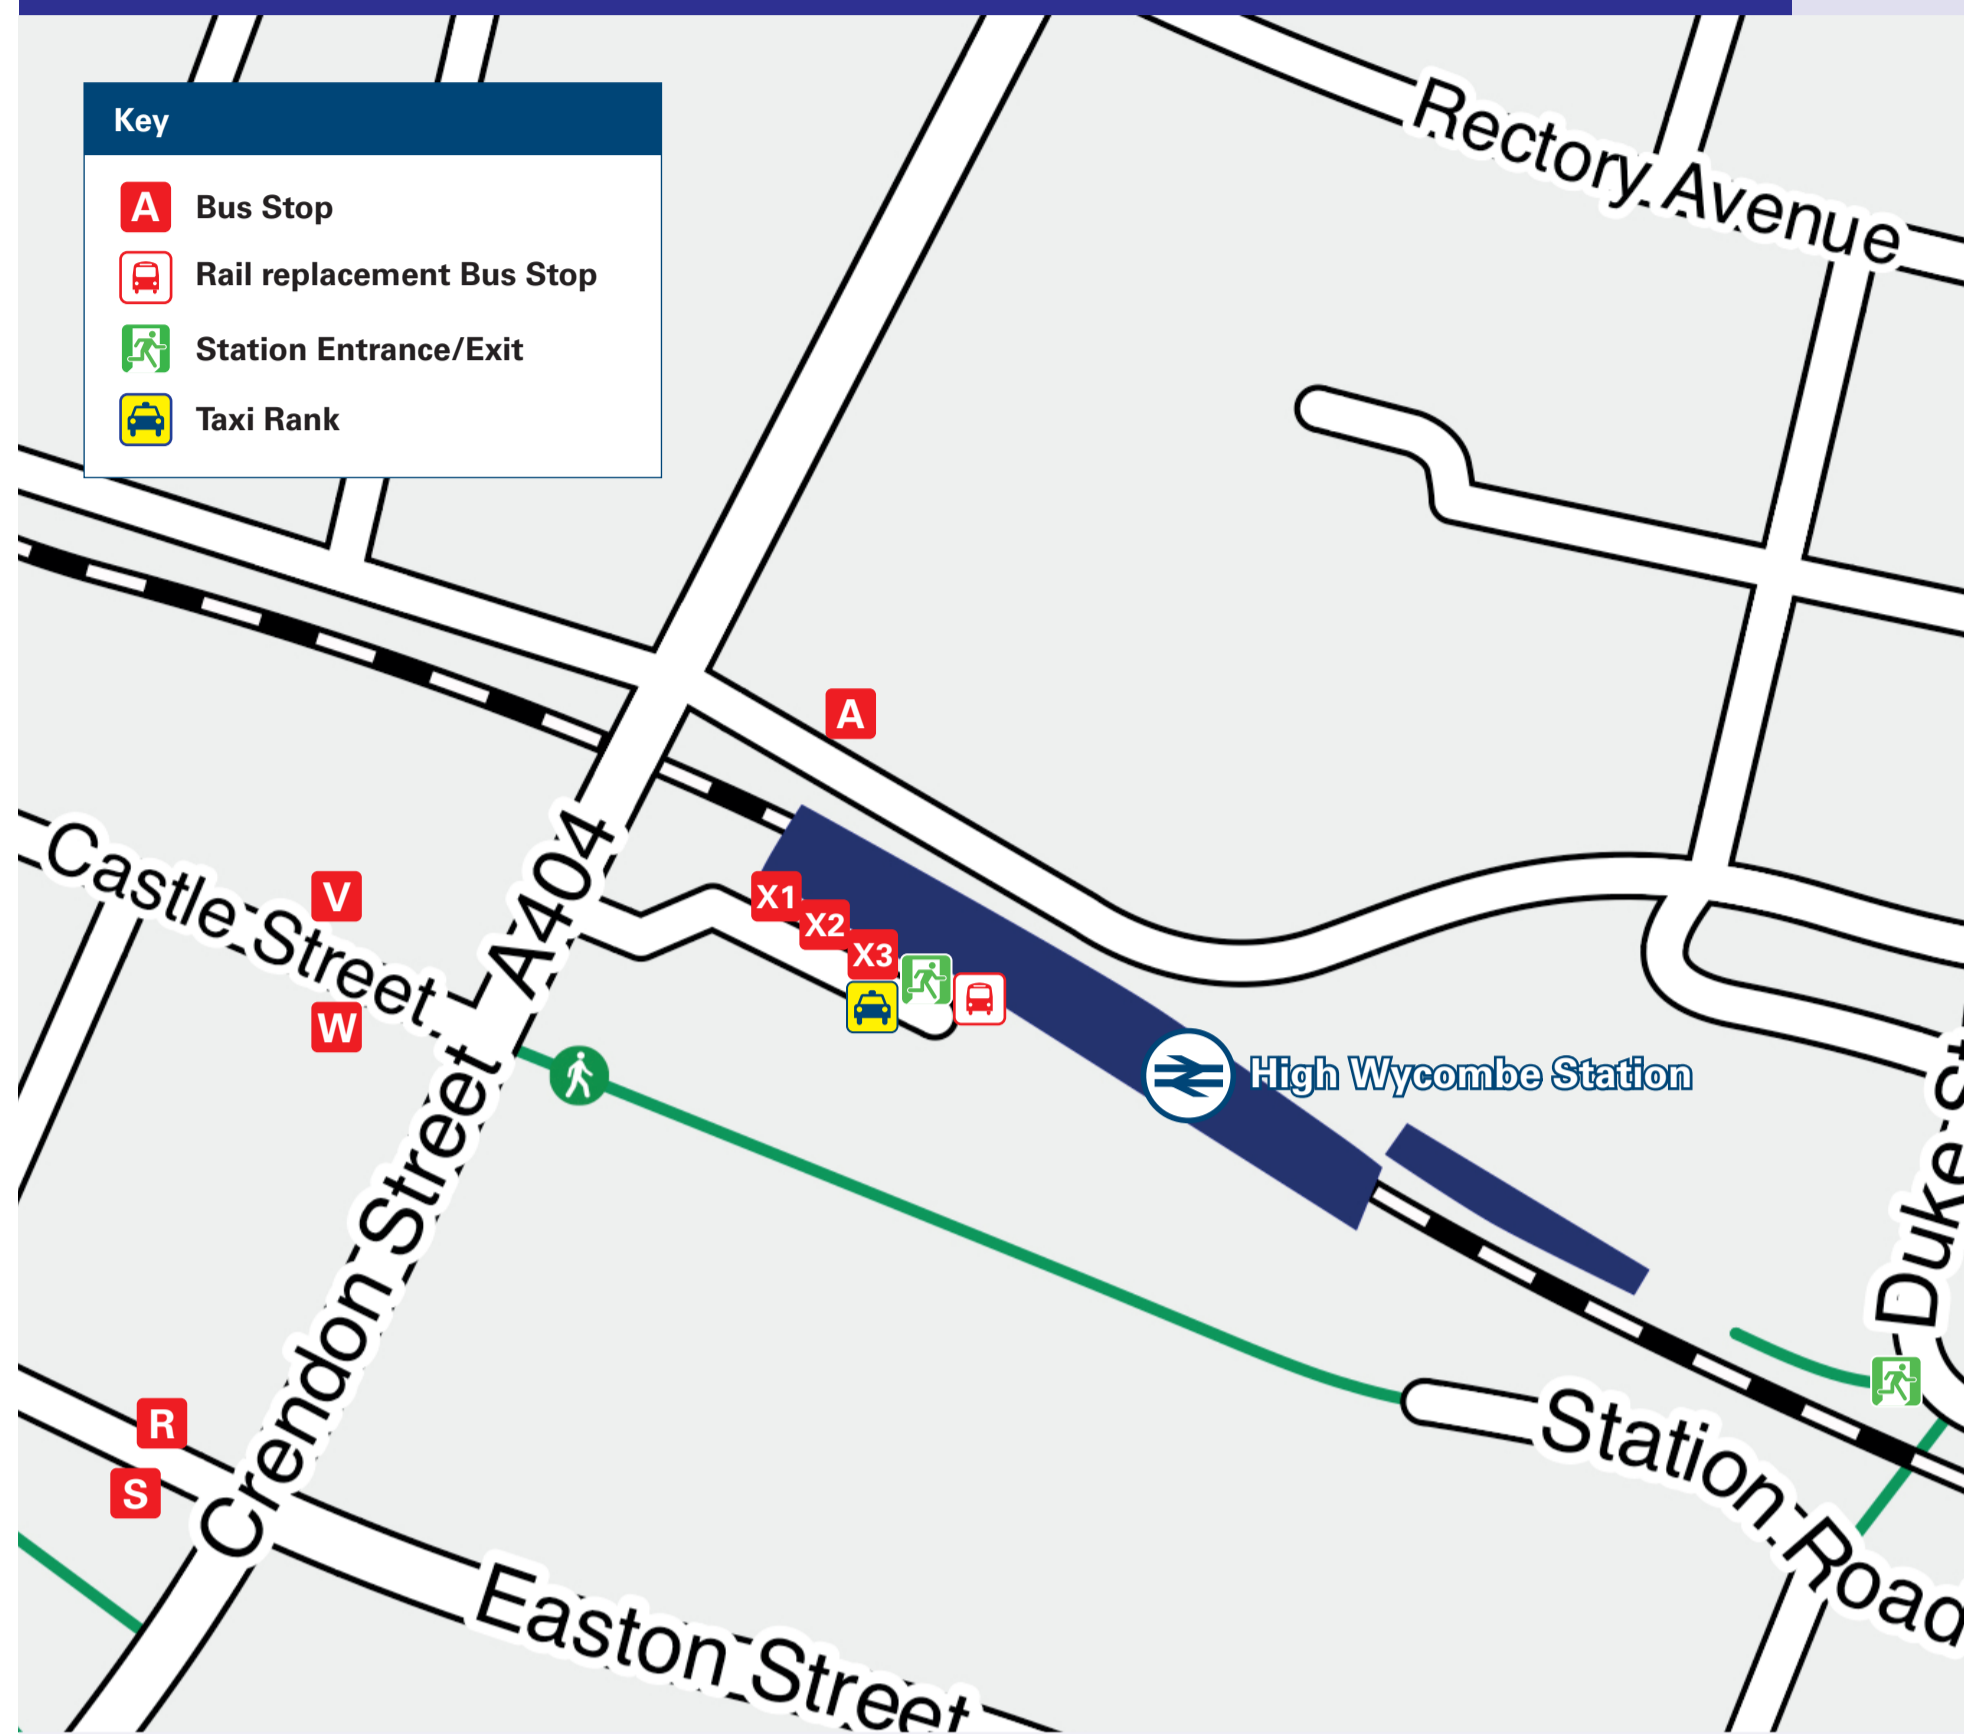 Key
A Bus Stop
Rail replacement Bus Stop
Station Entrance/Exit
Taxi Rank
Rectory Avenue
A
A404
Castle Street
V
W
X1
X2
X3
High Wycombe Station
Crendon Street
Duke St
R
S
Station Road
Easton Street